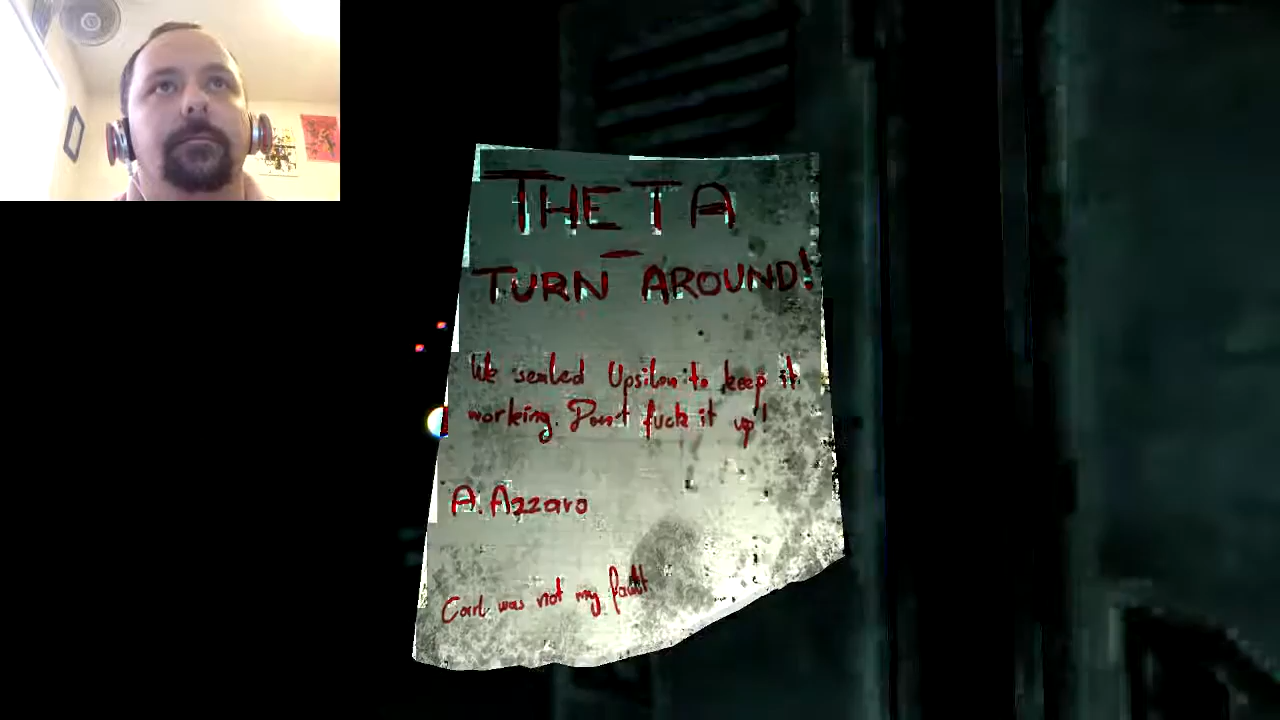 THETA
TURN AROUND!
We sealed Upsilon to keep it
working. Don't fuck it up!
A. Azzaro
Carl was not my fault